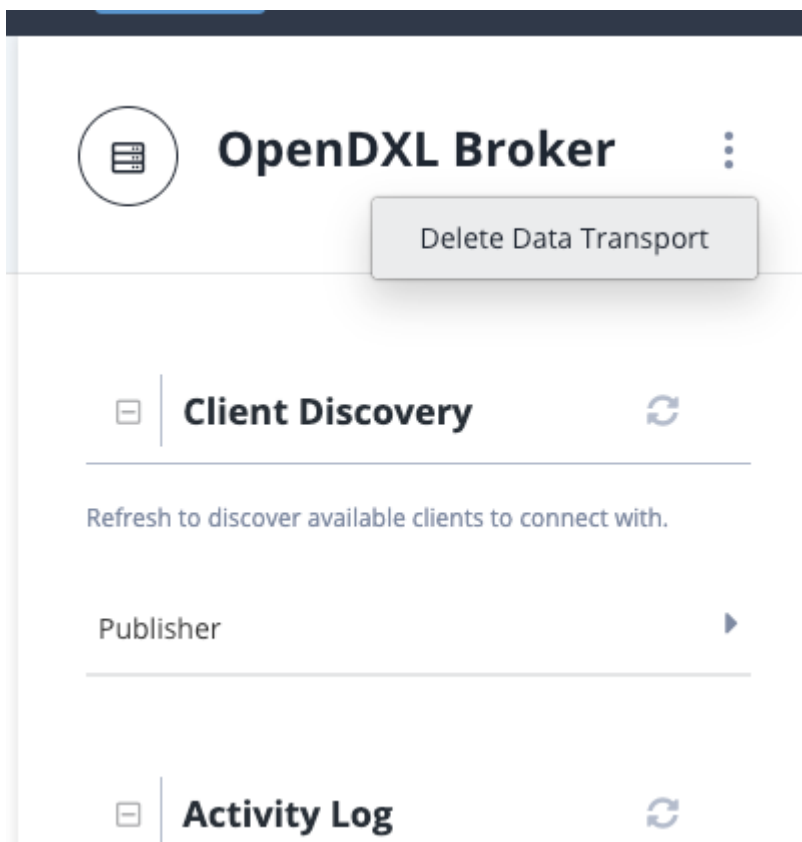 OpenDXL Broker
Delete Data Transport
Client Discovery
Refresh to discover available clients to connect with.
Publisher
Activity Log